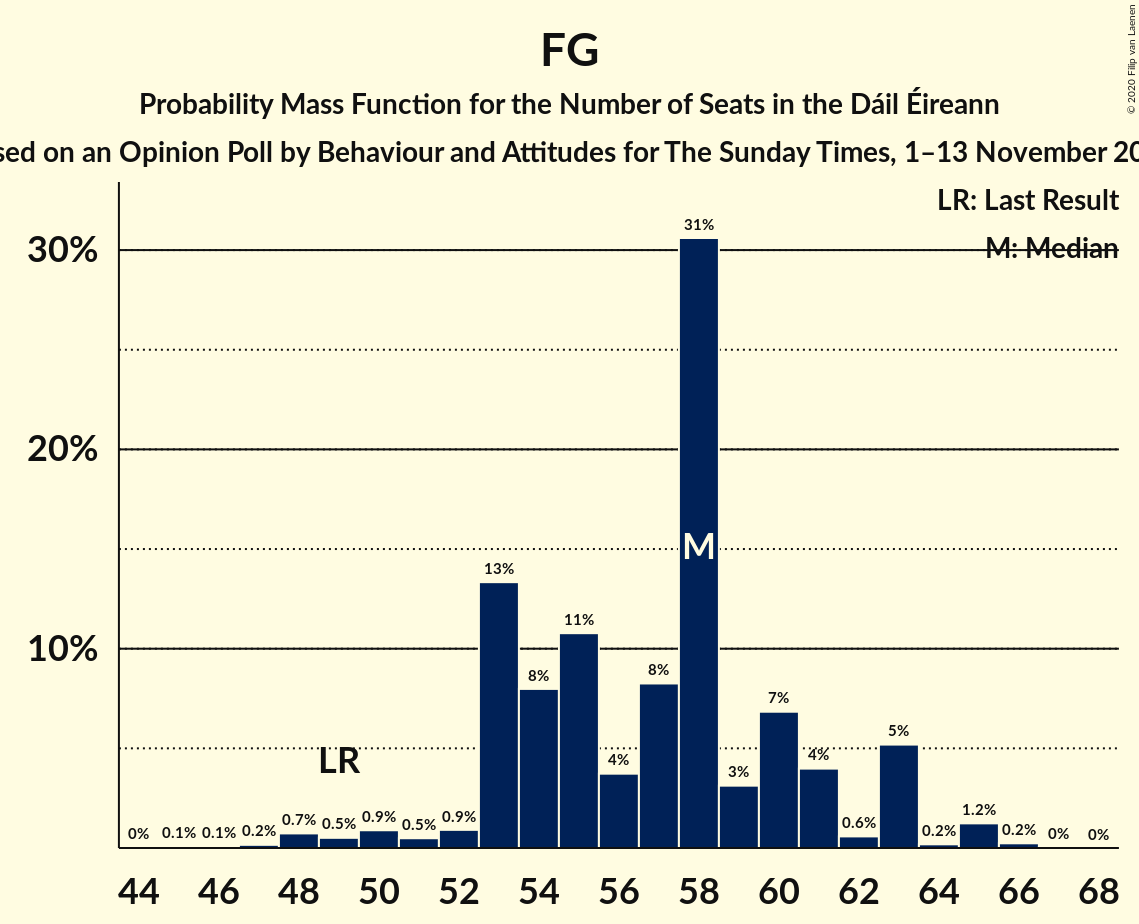 FG
Probability Mass Function for the Number of Seats in the Dáil Éireann
on an Opinion Poll by Behaviour and Attitudes for The Sunday Times, 1–13 November
© 2020 Filip van Laenen
LR: Last Result
M: Median
30%
20%
10%
31%
13%
11%
8%
8%
7%
5%
4%
4%
3%
M
LR
0% 0.1% 0.1% 0.2% 0.7% 0.5% 0.9% 0.5% 0.9% 0.6% 0.2% 1.2% 0.2% 0% 0%
44 46 48 50 52 54 56 58 60 62 64 66 68